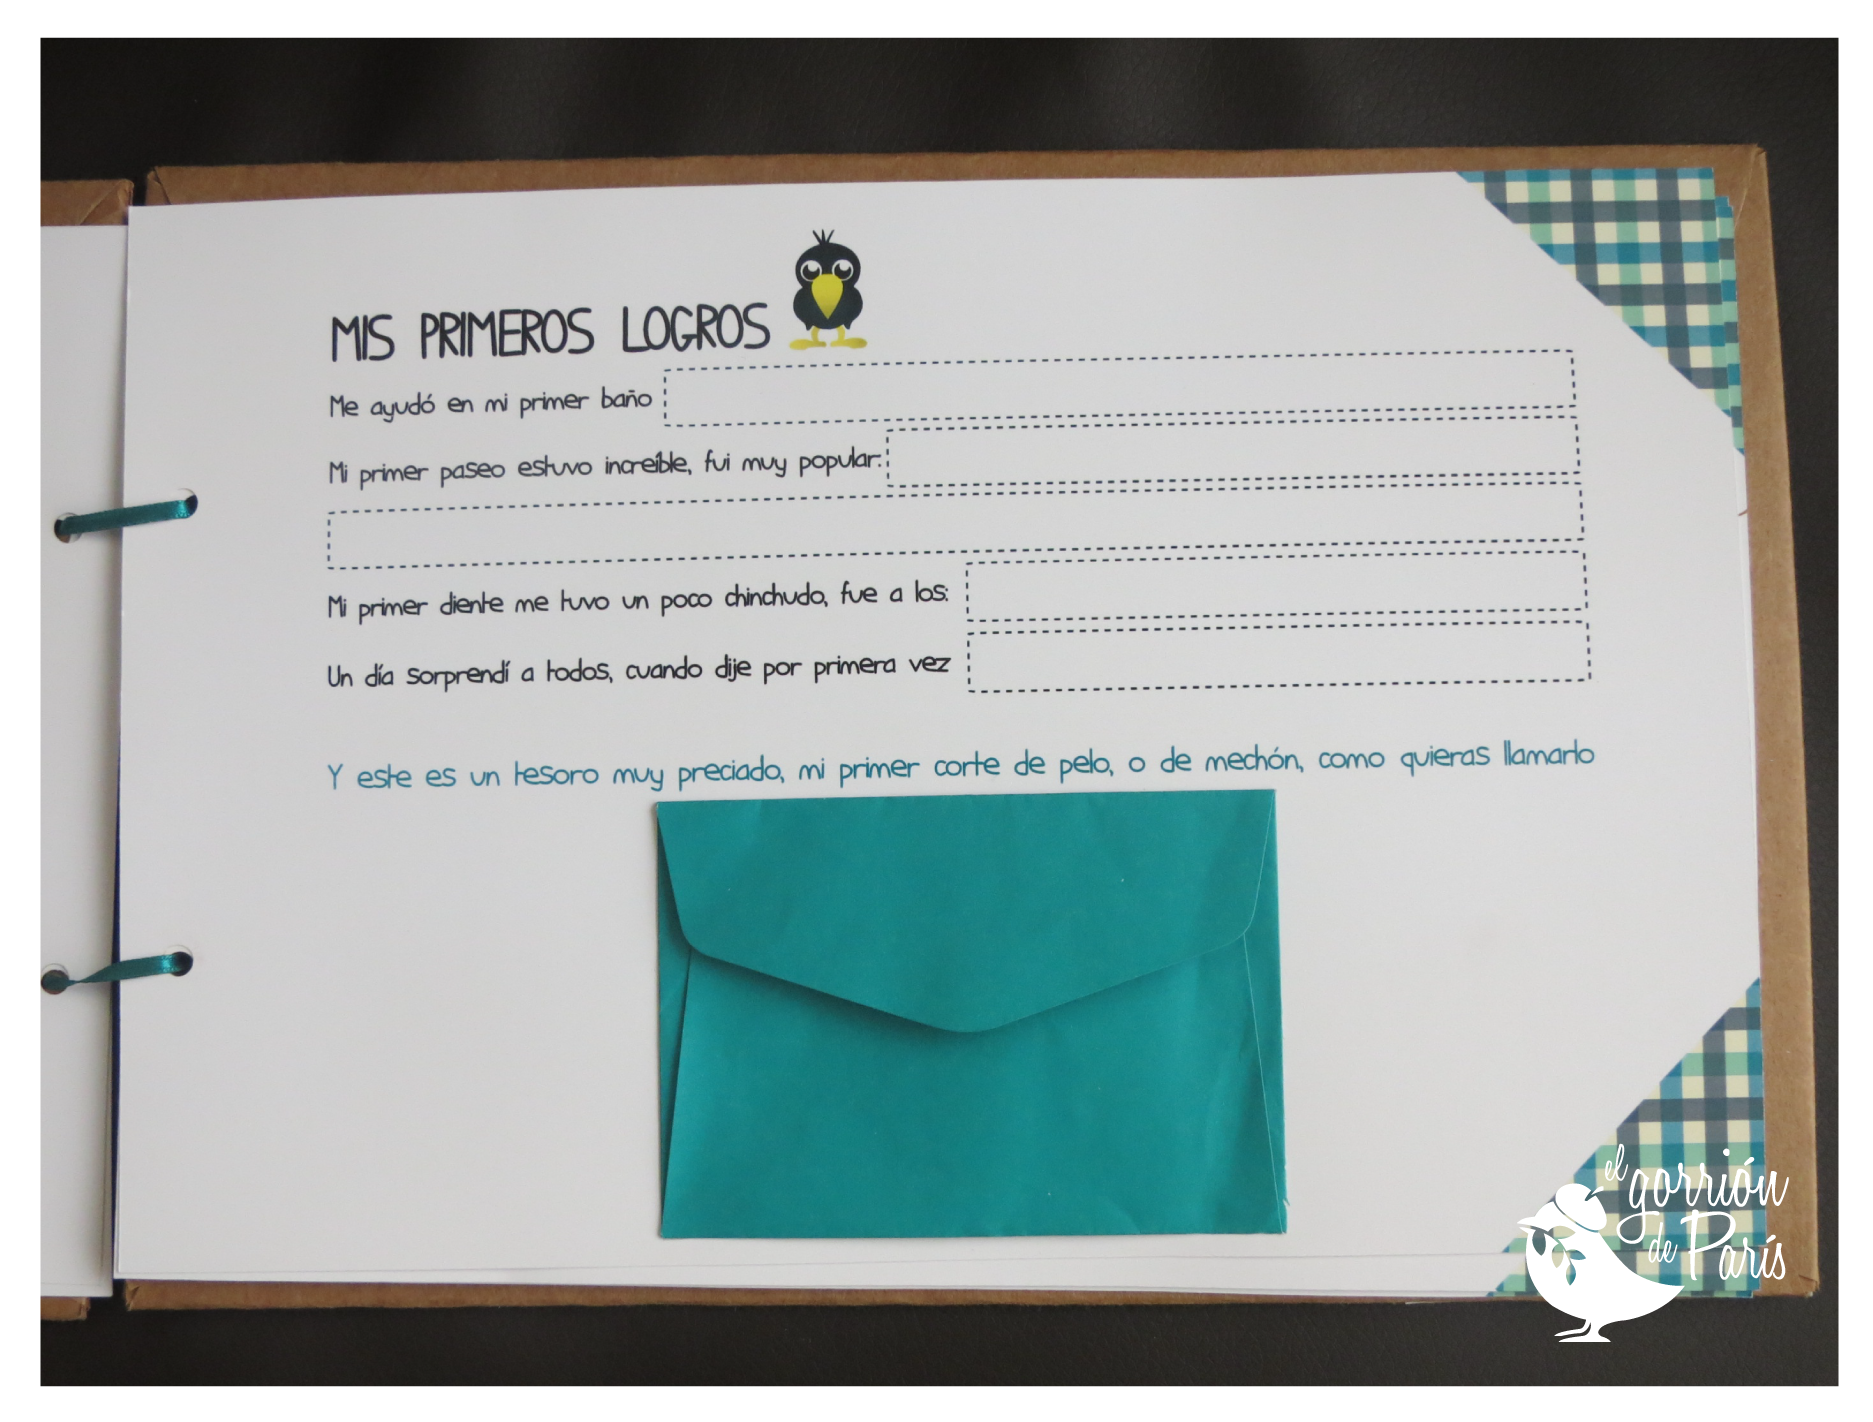 MIS PRIMEROS LOGROS
Me ayudó en mi primer baño
Mi primer paseo estuvo increíble, fui muy popular:
Mi primer diente me tuvo un poco chinchudo, fue a los:
Un día sorprendí a todos, cuando dije por primera vez
Y este es un tesoro muy preciado, mi primer corte de pelo, o de mechón, como quieras llamarlo
el gorrión
de París